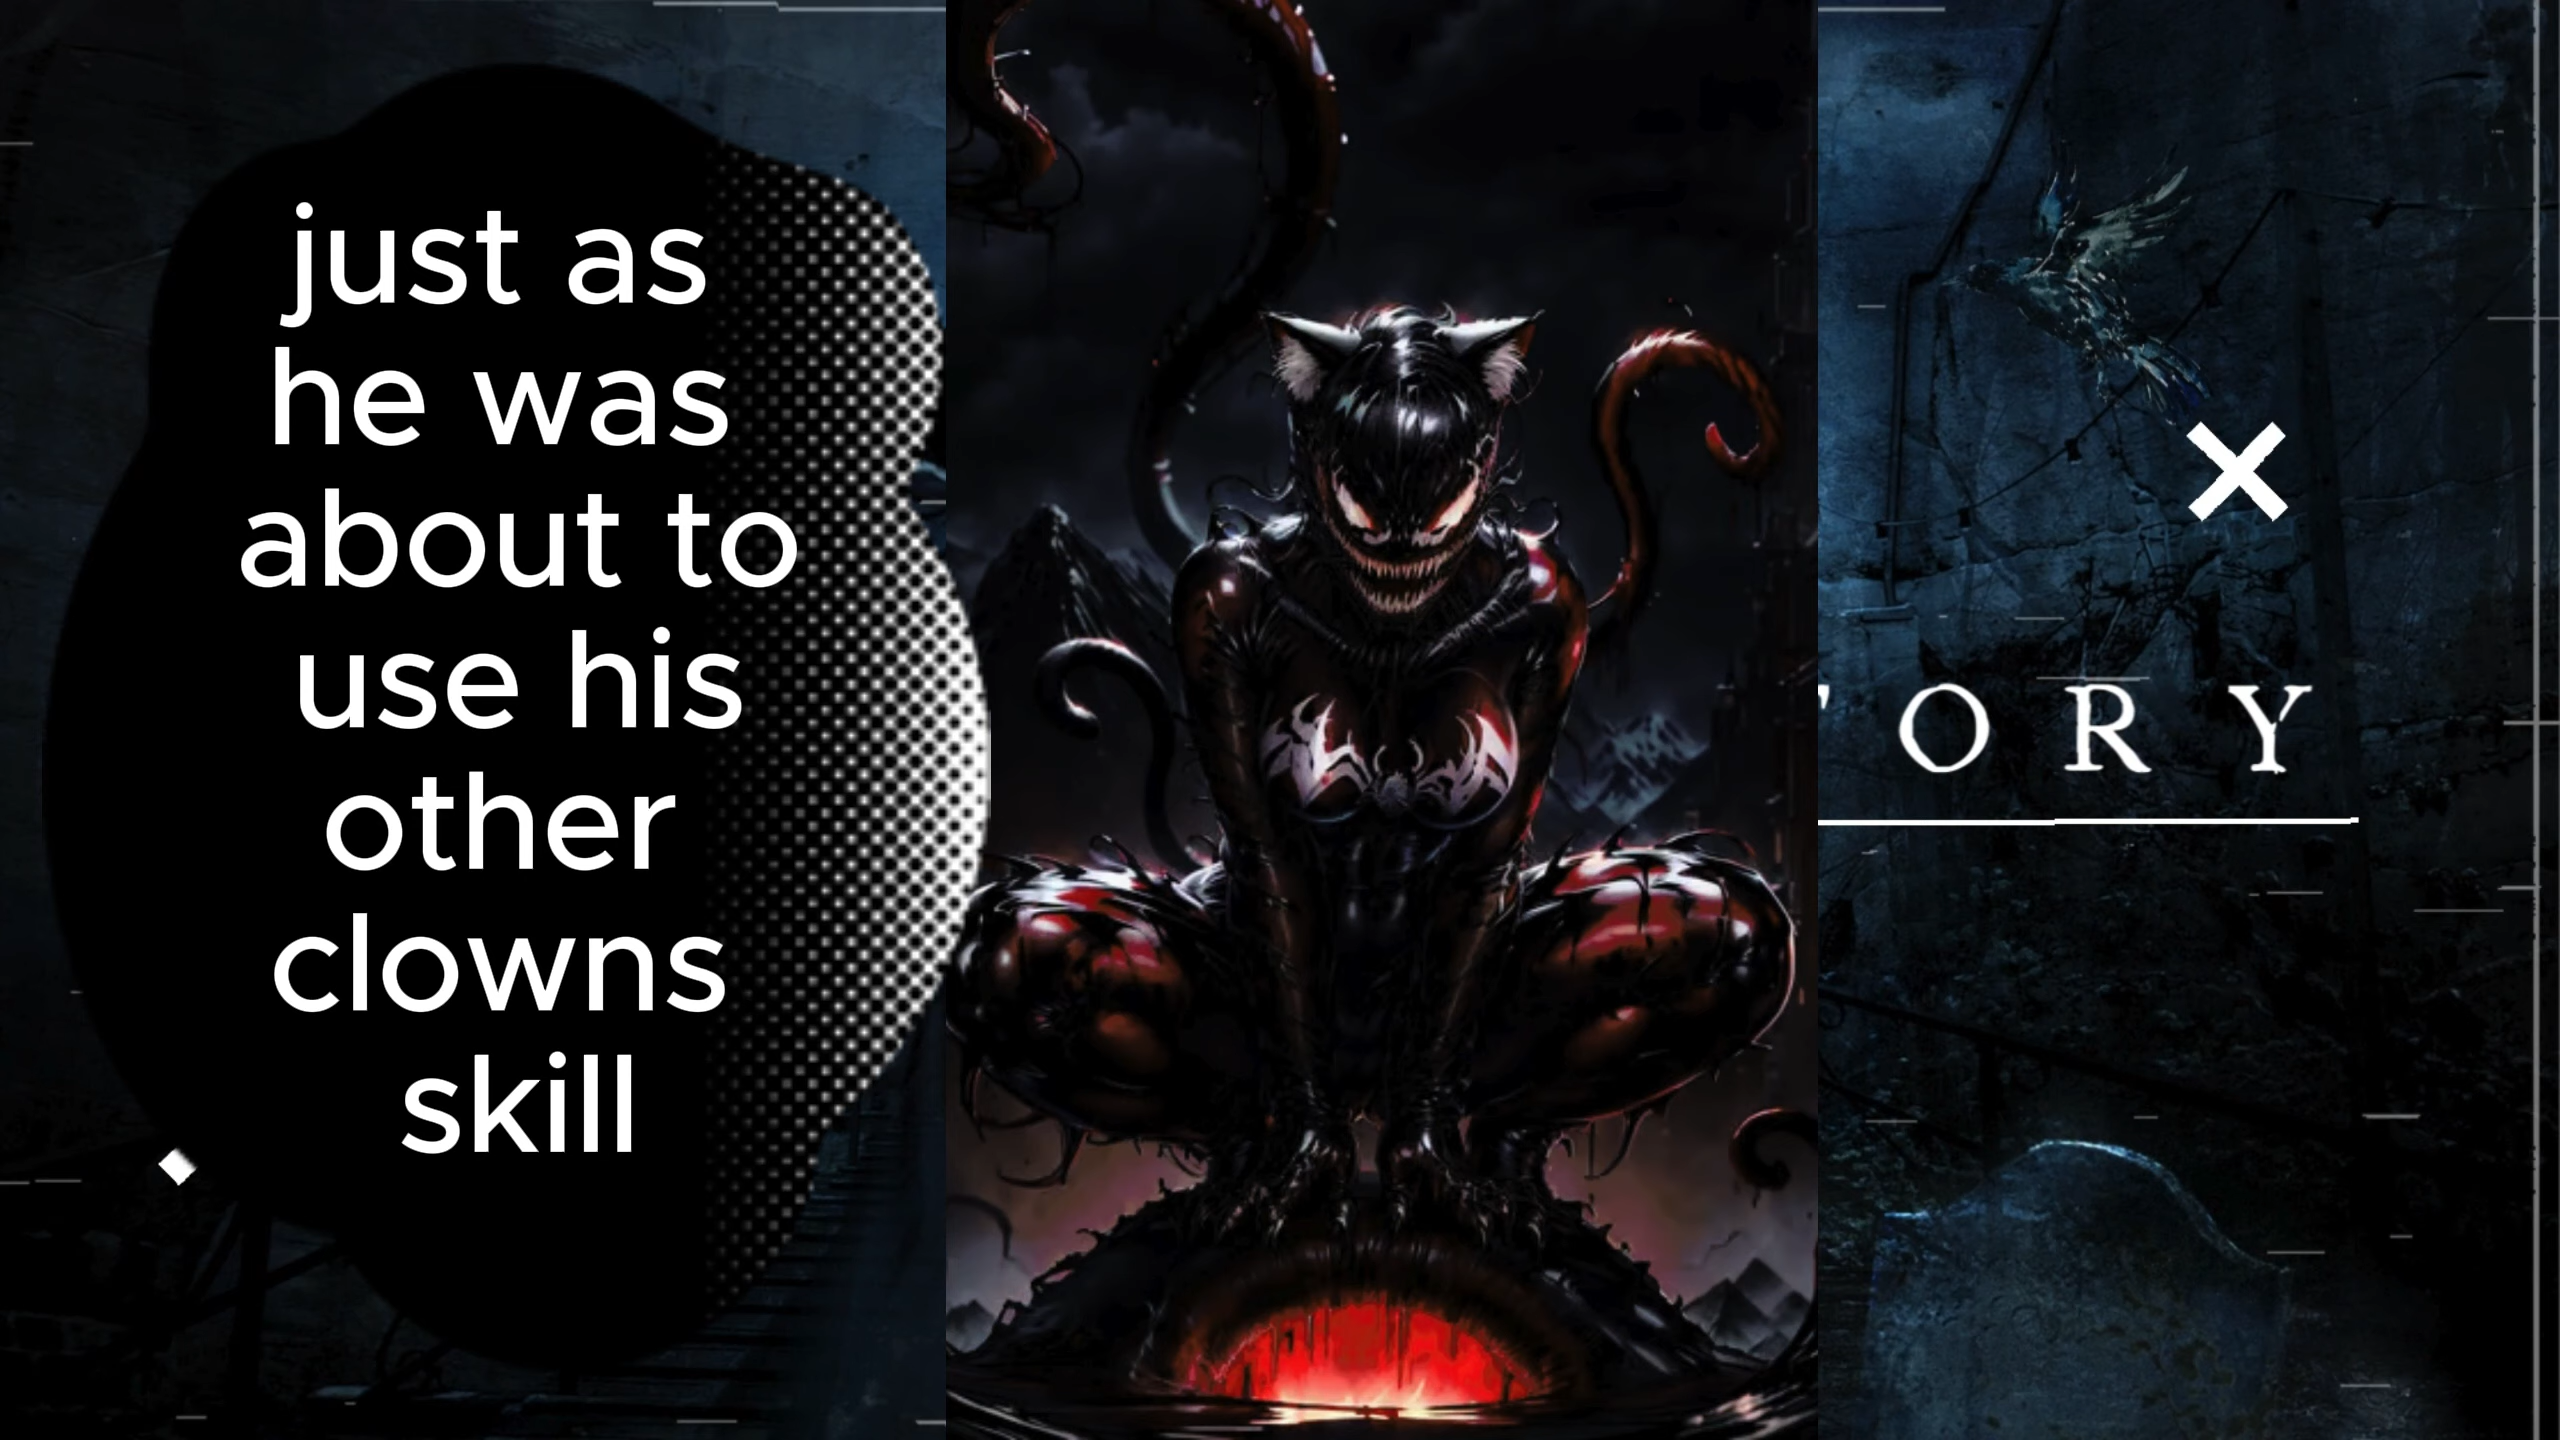 just as
he was
about to
use his
other
clowns
skill
ORY